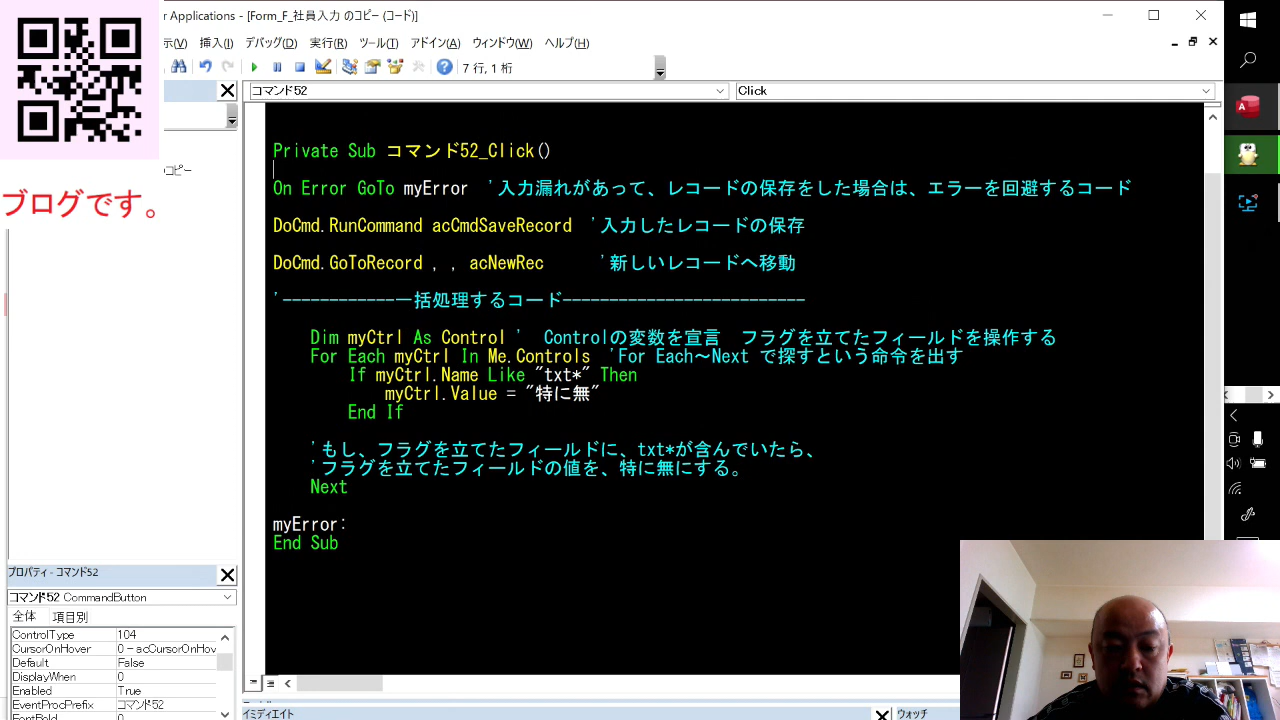 r Applications - [Form_F_社員入力 のコピー (コード)]
示(V) 挿入(I) デバッグ(D) 実行(R) ツール(T) アドイン(A) ウィンドウ(W) ヘルプ(H)
7 行, 1 桁
コマンド52 Click
ブログです。
コピー
Private Sub コマンド52_Click()
On Error GoTo myError '入力漏れがあって、レコードの保存をした場合は、エラーを回避するコード
DoCmd.RunCommand acCmdSaveRecord '入力したレコードの保存
DoCmd.GoToRecord , , acNewRec '新しいレコードへ移動
'------------一括処理するコード--------------------------
Dim myCtrl As Control ' Controlの変数を宣言 フラグを立てたフィールドを操作する
For Each myCtrl In Me.Controls 'For Each～Next で探すという命令を出す
If myCtrl.Name Like "txt*" Then
myCtrl.Value = "特に無"
End If
'もし、フラグを立てたフィールドに、txt*が含んでいたら、
'フラグを立てたフィールドの値を、特に無にする。
Next
myError:
End Sub
プロパティ - コマンド52
コマンド52 CommandButton
全体 項目別
ControlType 104
CursorOnHover 0 - acCursorOnHov
Default False
DisplayWhen 0
Enabled True
EventProcPrefix コマンド52
FontBold 0
イミディエイト
ウォッチ